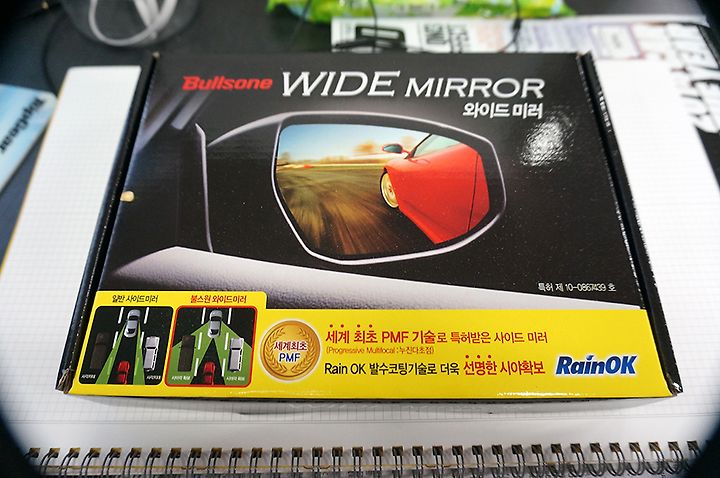 Bullsone WIDE MIRROR
와이드 미러
특허 제 10-0867439 호
일반 사이드미러
불스원 와이드미러
세계최초
PMF
세계 최초 PMF 기술로 특허받은 사이드 미러
(Progressive Multifocal:누진다초점)
Rain OK 발수코팅기술로 더욱 선명한 시야확보
RainOK
TopGear